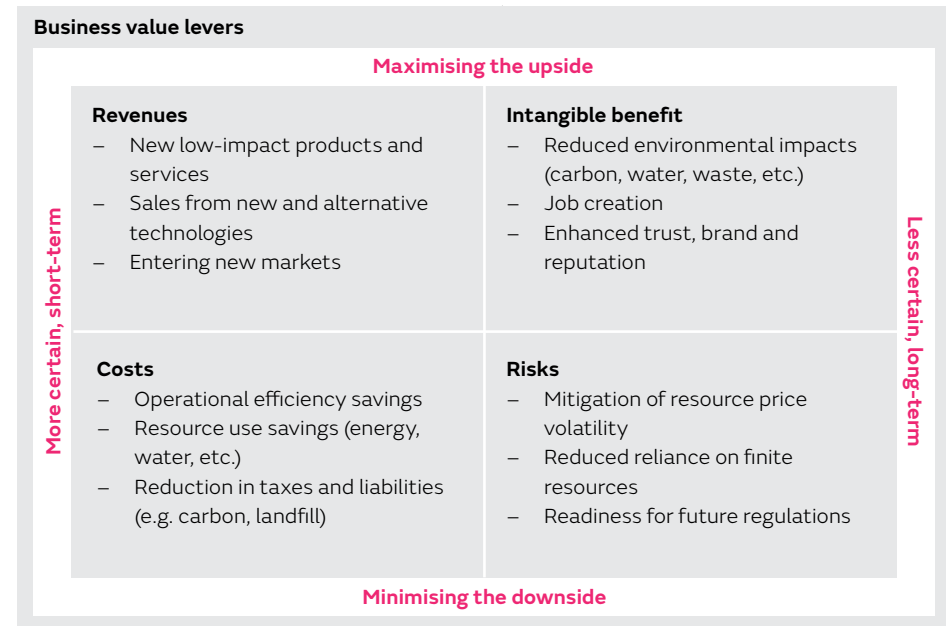 Business value levers
Maximising the upside
More certain, short-term
Revenues
– New low-impact products and
services
– Sales from new and alternative
technologies
– Entering new markets
Intangible benefit
– Reduced environmental impacts
(carbon, water, waste, etc.)
– Job creation
– Enhanced trust, brand and
reputation
Less certain, long-term
Costs
– Operational efficiency savings
– Resource use savings (energy,
water, etc.)
– Reduction in taxes and liabilities
(e.g. carbon, landfill)
Risks
– Mitigation of resource price
volatility
– Reduced reliance on finite
resources
– Readiness for future regulations
Minimising the downside